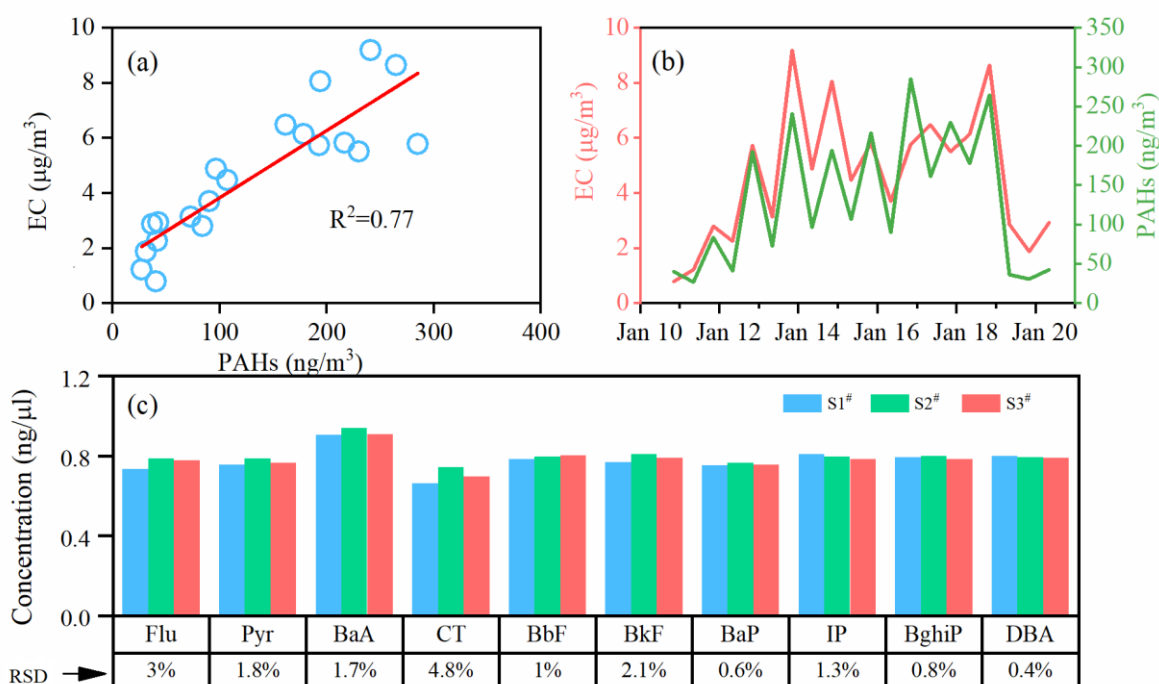 (a)
10
8
6
4
2
0
EC (μg/m³)
R²=0.77
0 100 200 300 400
PAHs (ng/m³)
(b)
10
8
6
4
2
0
EC (μg/m³)
350
300
250
200
150
100
50
0
PAHs (ng/m³)
Jan 10 Jan 12 Jan 14 Jan 16 Jan 18 Jan 20
(c)
1.2
0.8
0.4
0.0
Concentration (ng/μl)
S1# S2# S3#
Flu Pyr BaA CT BbF BkF BaP IP BghiP DBA
RSD 3% 1.8% 1.7% 4.8% 1% 2.1% 0.6% 1.3% 0.8% 0.4%